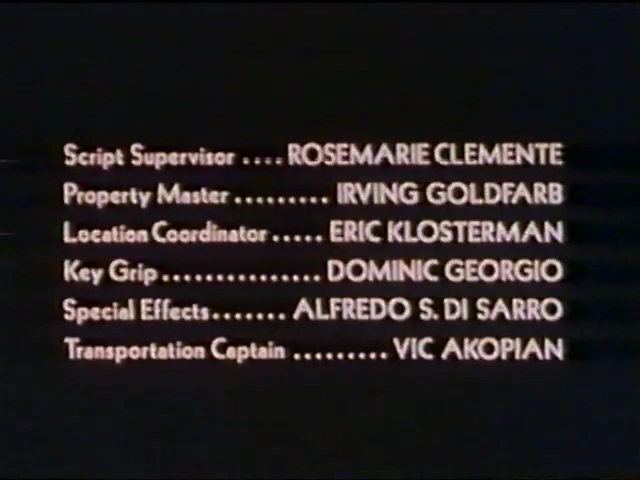 Script Supervisor .... ROSEMARIE CLEMENTE
Property Master ......... IRVING GOLDFARB
Location Coordinator ..... ERIC KLOSTERMAN
Key Grip ............... DOMINIC GEORGIO
Special Effects ....... ALFREDO S. DI SARRO
Transportation Captain ......... VIC AKOPIAN